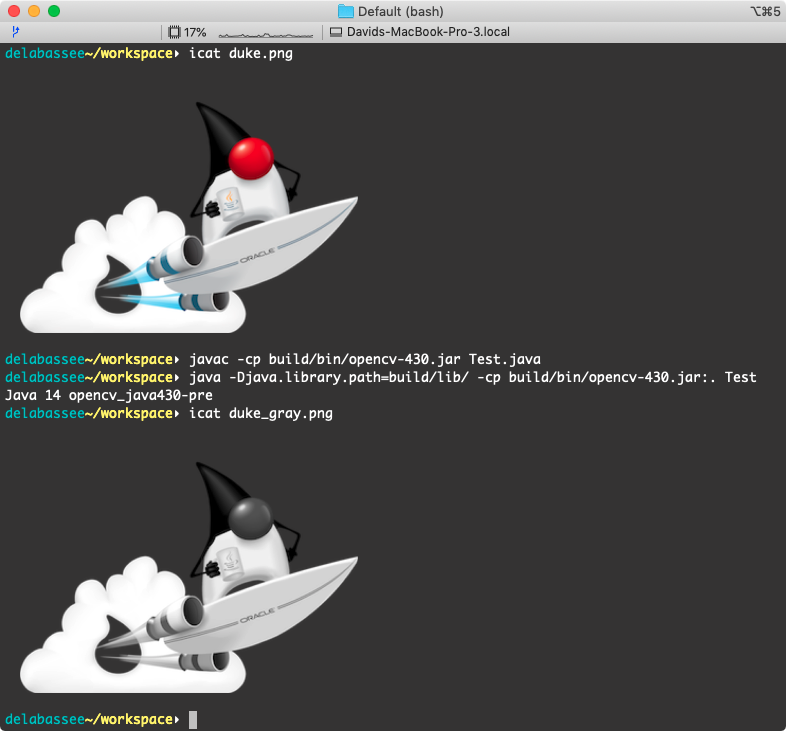 Default (bash)
⌥⌘5
17%
Davids-MacBook-Pro-3.local
delabassee~/workspace‣ icat duke.png
ORACLE
delabassee~/workspace‣ javac -cp build/bin/opencv-430.jar Test.java
delabassee~/workspace‣ java -Djava.library.path=build/lib/ -cp build/bin/opencv-430.jar:. Test
Java 14 opencv_java430-pre
delabassee~/workspace‣ icat duke_gray.png
ORACLE
delabassee~/workspace‣